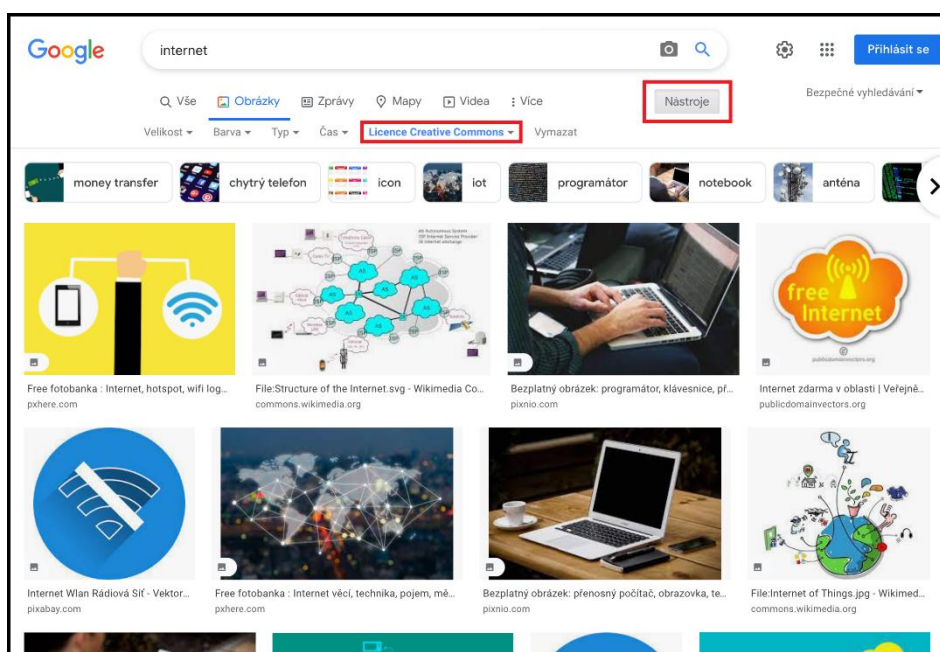 Google
internet
Přihlásit se
Vše Obrázky Zprávy Mapy Videa Více Nástroje
Bezpečné vyhledávání
Velikost Barva Typ Čas Licence Creative Commons Vymazat
money transfer chytrý telefon icon iot programátor notebook anténa
free
Internet
publicdomainvectors.org
AS
ISP
Free fotobanka : Internet, hotspot, wifi log...
pxhere.com
File:Structure of the Internet.svg - Wikimedia Co...
commons.wikimedia.org
Bezplatný obrázek: programátor, klávesnice, př...
pixnio.com
Internet zdarma v oblasti | Veřejně...
publicdomainvectors.org
Internet Wlan Rádiová Síť - Vektor...
pixabay.com
Free fotobanka : Internet věcí, technika, pojem, mě...
pxhere.com
Bezplatný obrázek: přenosný počítač, obrazovka, te...
pixnio.com
File:Internet of Things.jpg - Wikimed...
commons.wikimedia.org